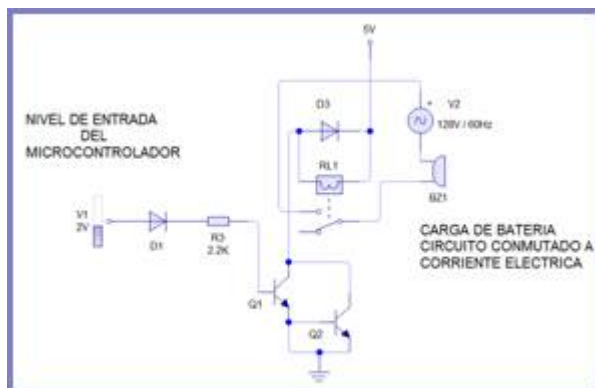 5V
D3
V2
128V / 60Hz
NIVEL DE ENTRADA
DEL
MICROCONTROLADOR
RL1
BZ1
V1
2V
D1
R3
2.2K
CARGA DE BATERIA
CIRCUITO CONMUTADO A
CORRIENTE ELECTRICA
Q1
Q2